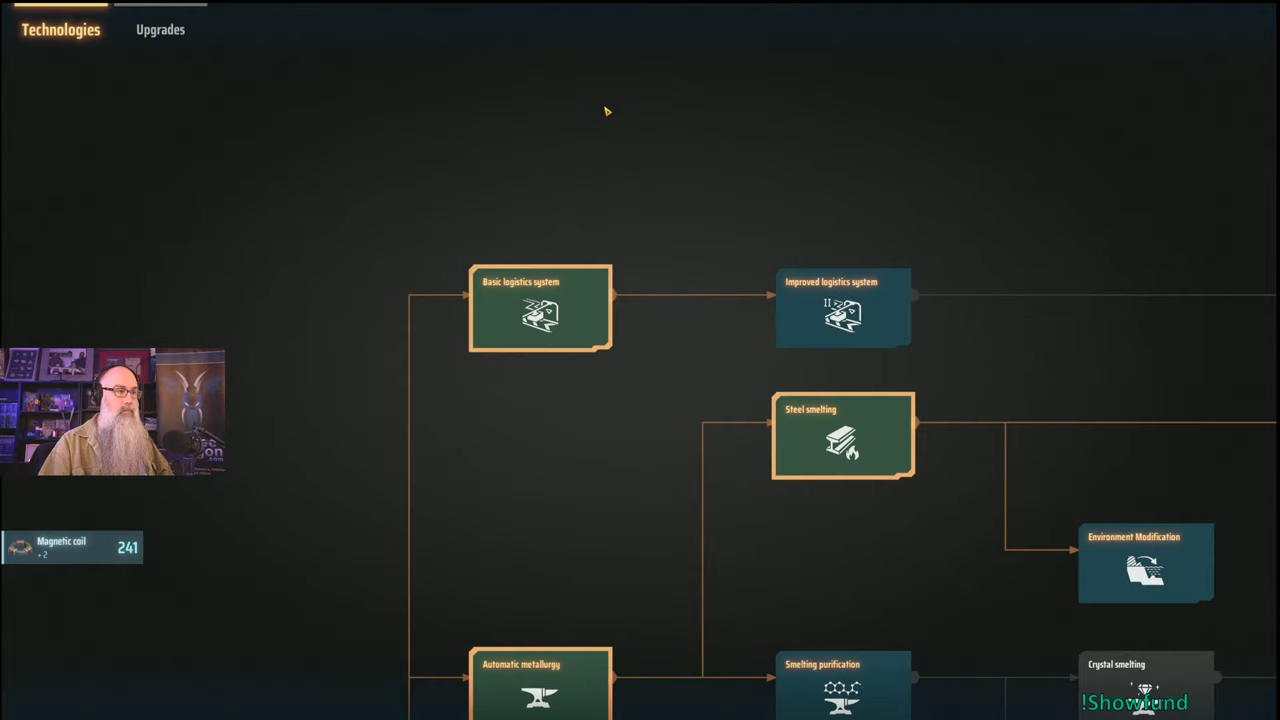 Technologies
Upgrades
Basic logistics system
Improved logistics system
Steel smelting
Environment Modification
Magnetic coil
+2
241
Automatic metallurgy
Smelting purification
Crystal smelting
!Showfund